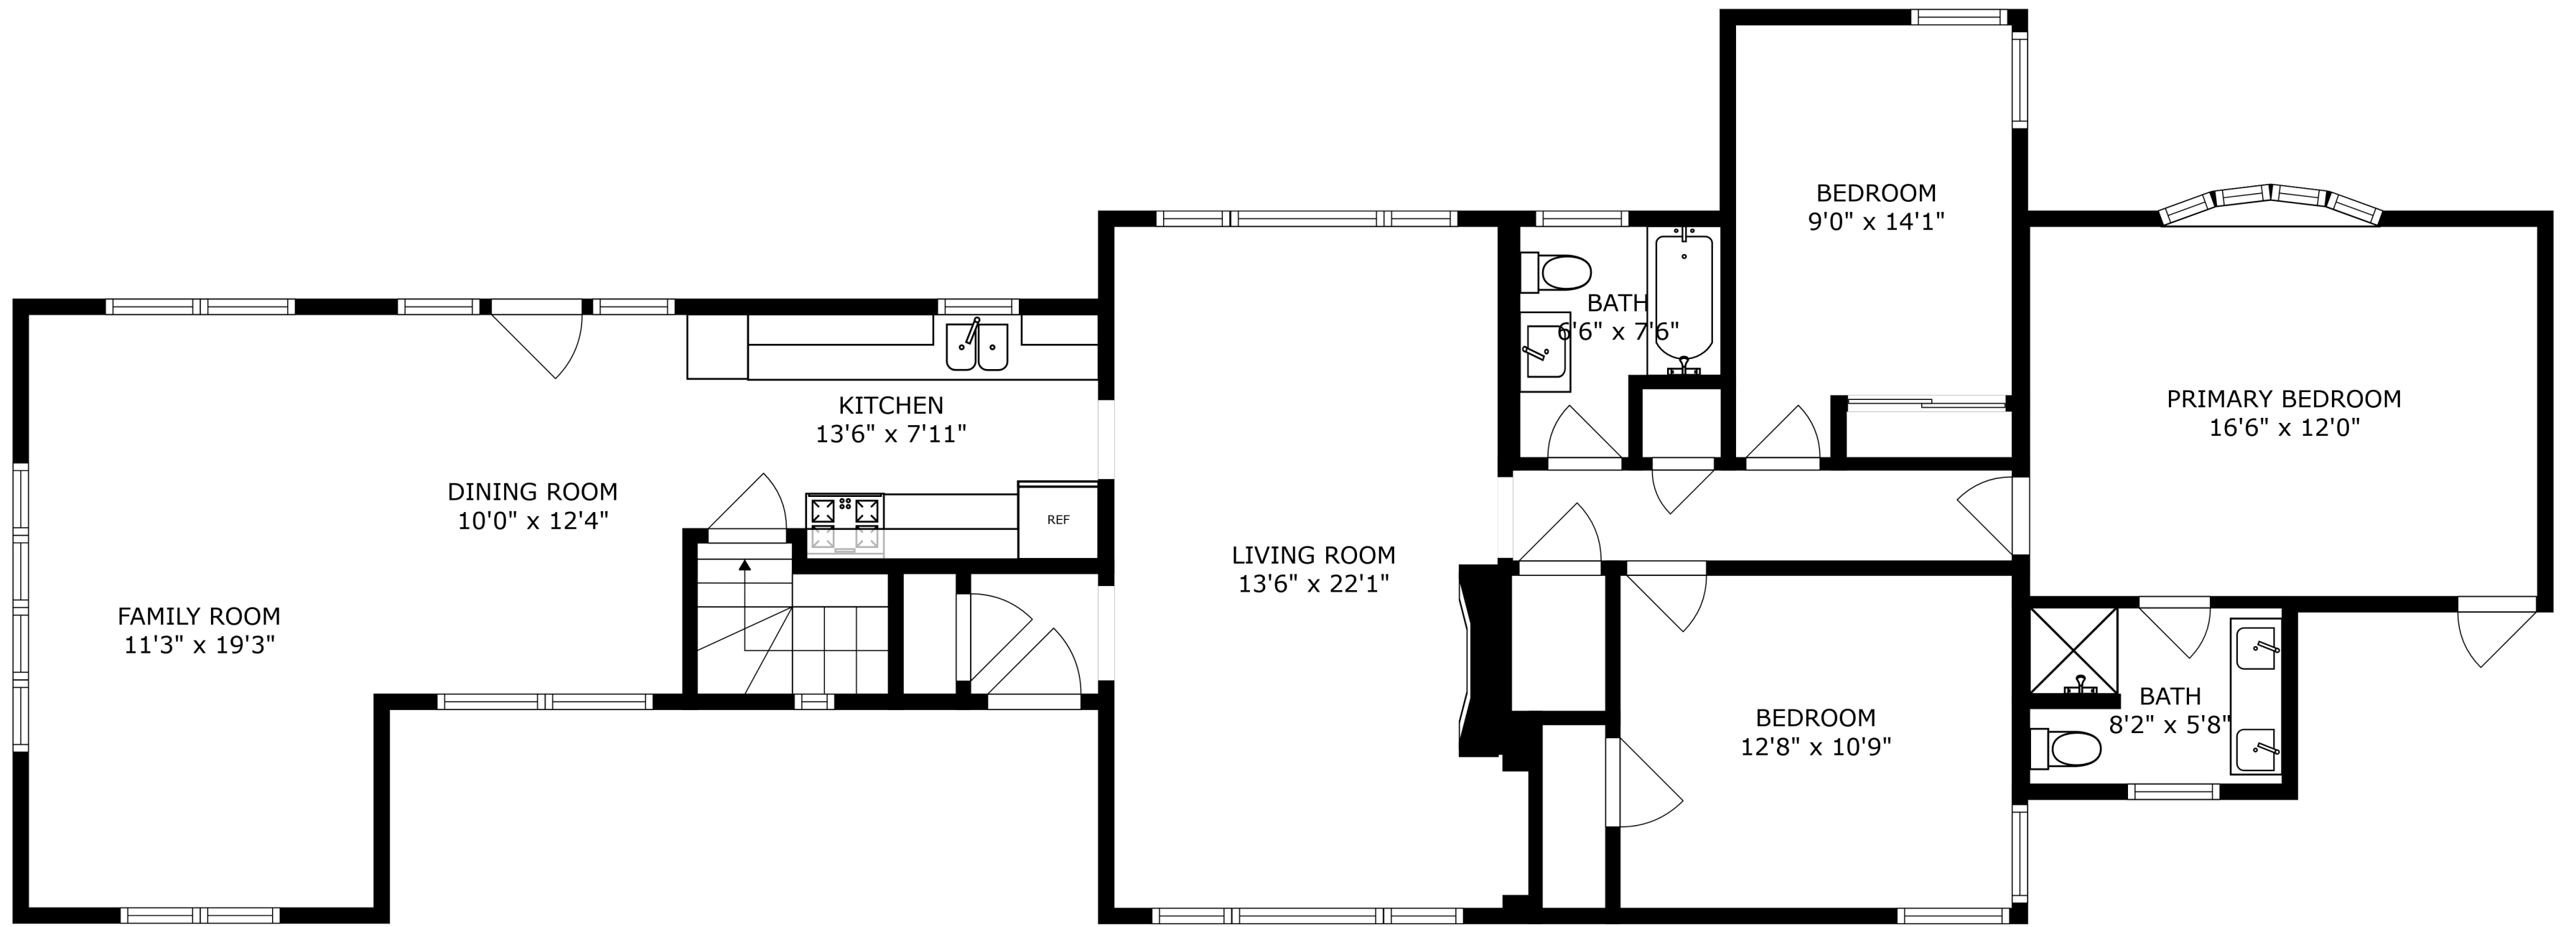 BEDROOM
9'0" x 14'1"
BATH
6'6" x 7'6"
KITCHEN
13'6" x 7'11"
PRIMARY BEDROOM
16'6" x 12'0"
DINING ROOM
10'0" x 12'4"
REF
LIVING ROOM
13'6" x 22'1"
FAMILY ROOM
11'3" x 19'3"
BEDROOM
12'8" x 10'9"
BATH
8'2" x 5'8"